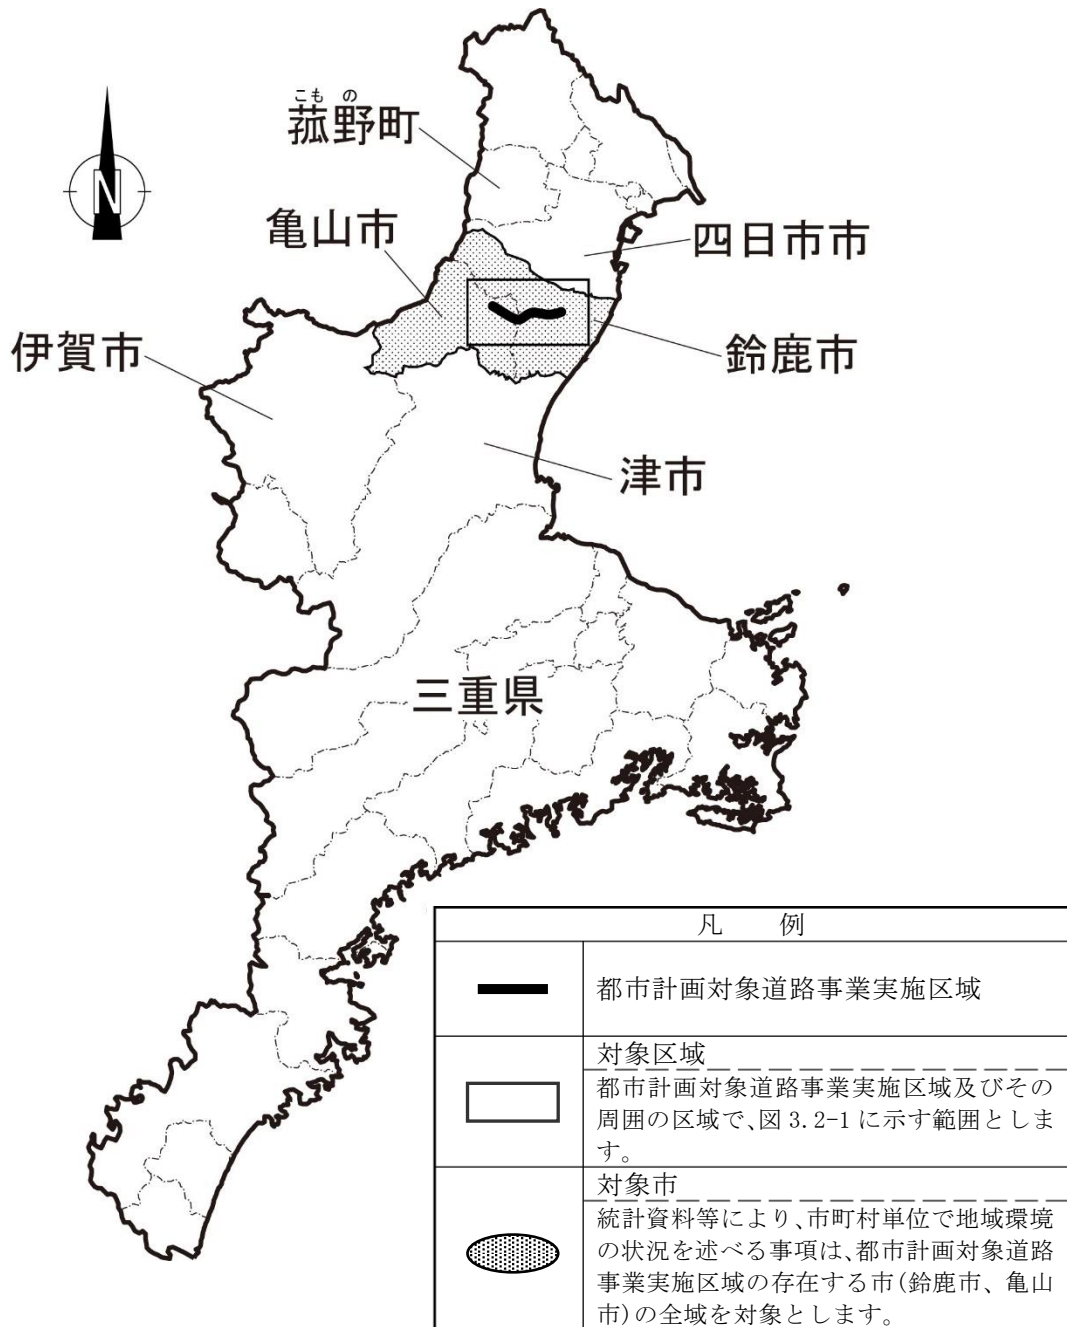 こもの
菰野町
N
亀山市
四日市市
伊賀市
鈴鹿市
津市
三重県
凡 例
都市計画対象道路事業実施区域
対象区域
都市計画対象道路事業実施区域及びその
周囲の区域で、図 3.2-1 に示す範囲としま
す。
対象市
統計資料等により、市町村単位で地域環境
の状況を述べる事項は、都市計画対象道路
事業実施区域の存在する市(鈴鹿市、亀山
市)の全域を対象とします。